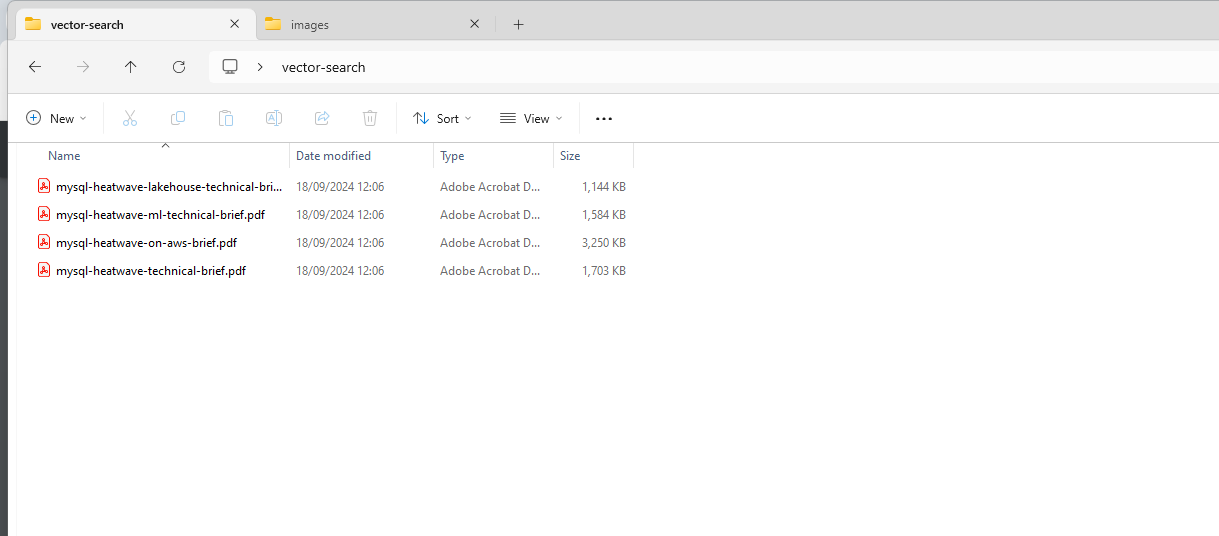 vector-search images
vector-search
New Sort View
Name Date modified Type Size
mysql-heatwave-lakehouse-technical-bri... 18/09/2024 12:06 Adobe Acrobat D... 1,144 KB
mysql-heatwave-ml-technical-brief.pdf 18/09/2024 12:06 Adobe Acrobat D... 1,584 KB
mysql-heatwave-on-aws-brief.pdf 18/09/2024 12:06 Adobe Acrobat D... 3,250 KB
mysql-heatwave-technical-brief.pdf 18/09/2024 12:06 Adobe Acrobat D... 1,703 KB